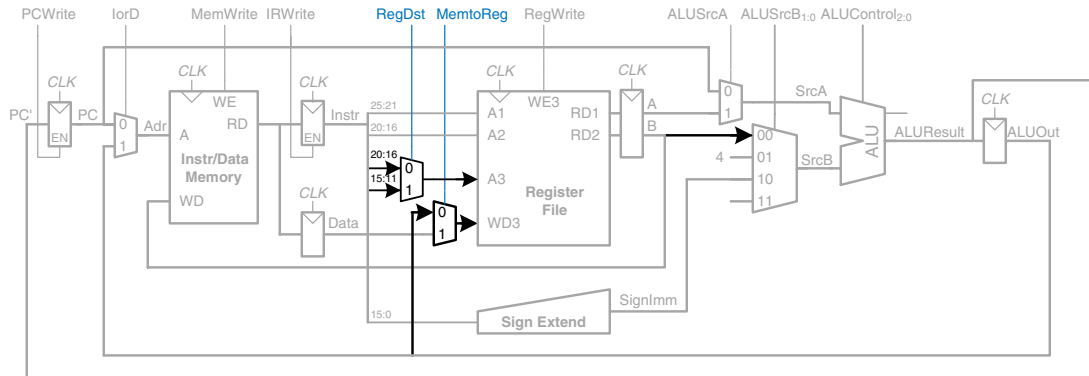 PCWrite IorD MemWrite IRWrite RegDst MemtoReg RegWrite ALUSrcA ALUSrcB1:0 ALUControl2:0
CLK CLK CLK CLK CLK CLK
PC' PC EN
0 1 Adr
WE A RD Instr/Data Memory WD
EN Instr
CLK Data
25:21
20:16
20:16
15:11
15:0
0 1
0 1
WE3 A1 RD1 A2 RD2 A3 Register File WD3
A
B
0 1 SrcA
4
00 01 10 11 SrcB
ALU ALUResult ALUOut
SignImm
Sign Extend